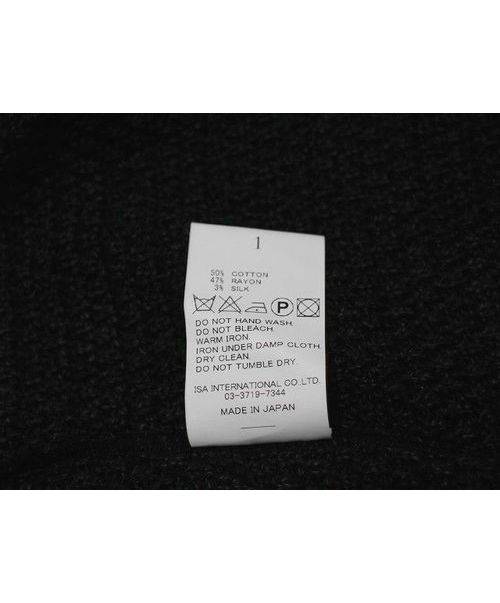 1
50% COTTON
47% RAYON
3% SILK
P
DO NOT HAND WASH.
DO NOT BLEACH.
WARM IRON.
IRON UNDER DAMP CLOTH.
DRY CLEAN.
DO NOT TUMBLE DRY.
ISA INTERNATIONAL CO.,LTD.
03-3719-7344
MADE IN JAPAN